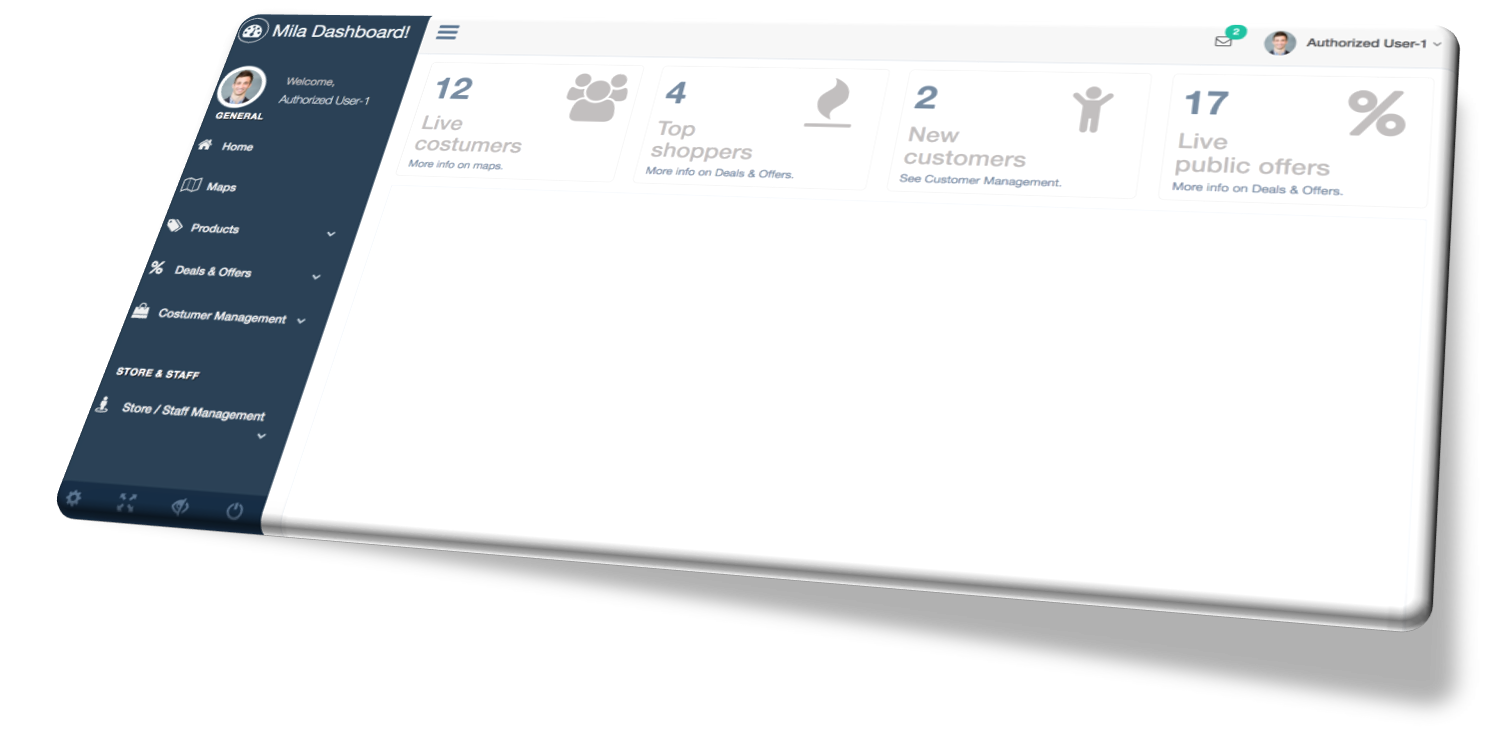 Mila Dashboard!
2
Authorized User-1
Welcome,
Authorized User-1
GENERAL
Home
Maps
Products
Deals & Offers
Costumer Management
STORE & STAFF
Store / Staff Management
12
Live
costumers
More info on maps.
4
Top
shoppers
More info on Deals & Offers.
2
New
customers
See Customer Management.
17
Live
public offers
More info on Deals & Offers.